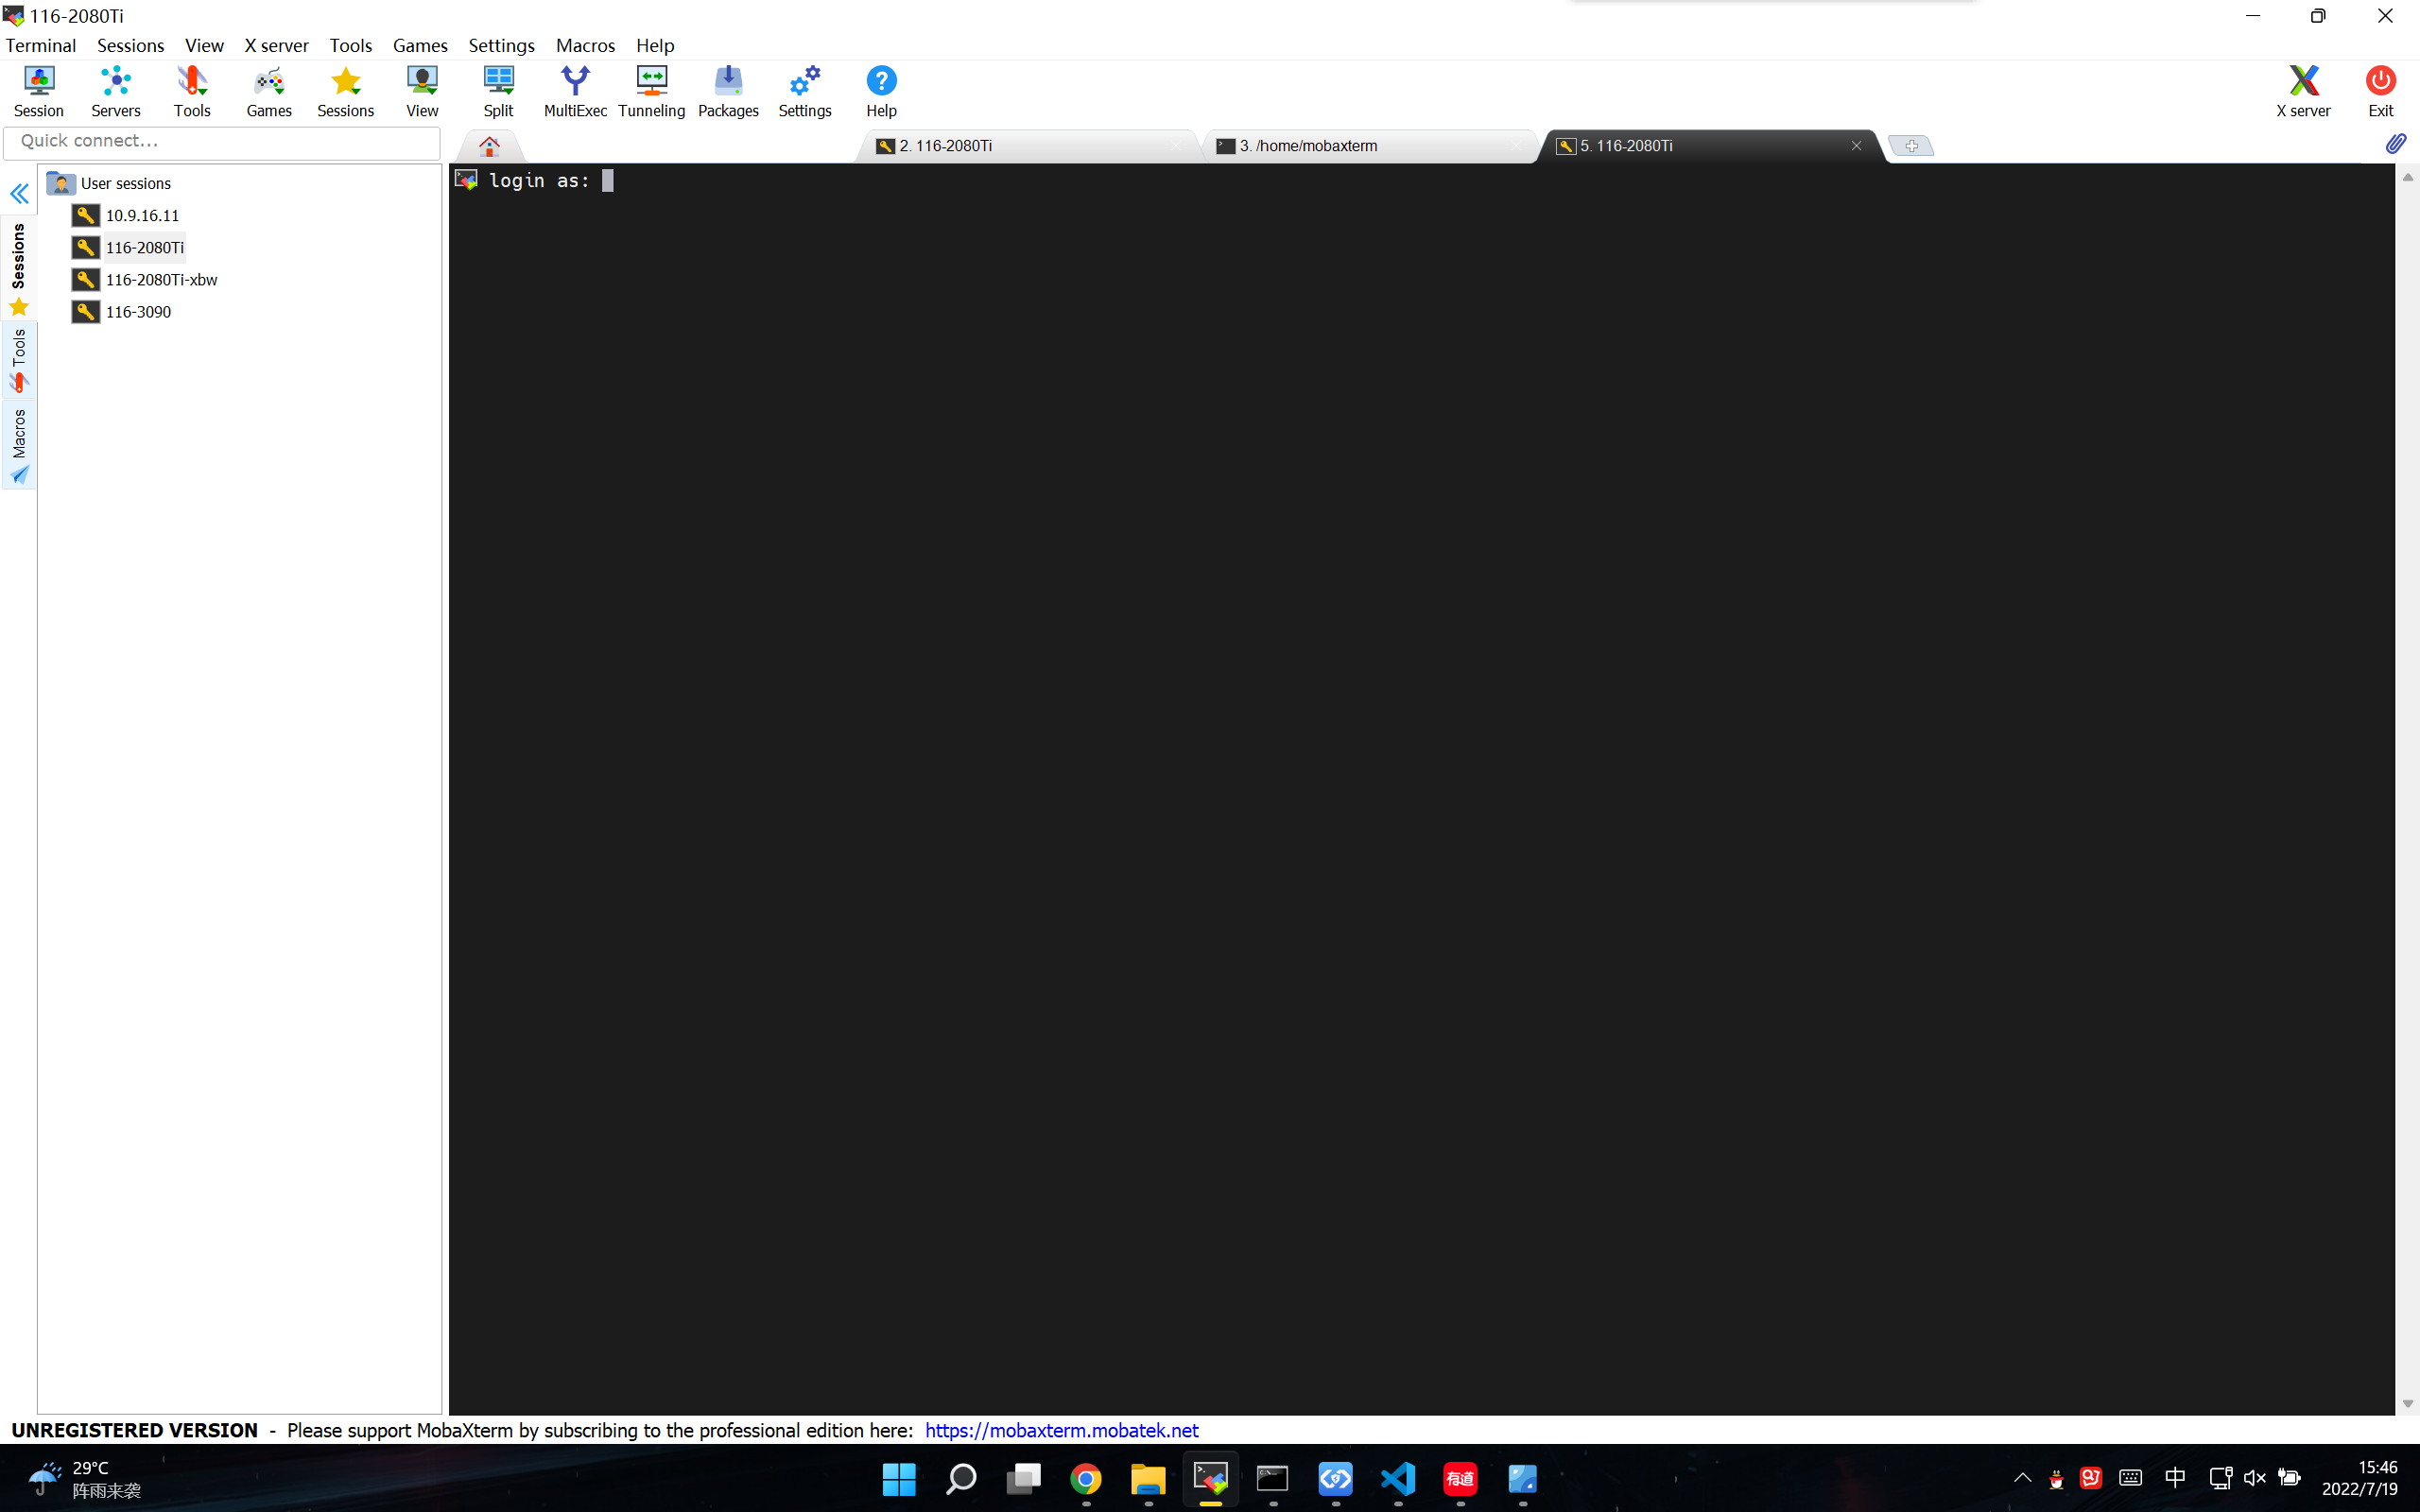 116-2080Ti
Terminal Sessions View X server Tools Games Settings Macros Help
Session Servers Tools Games Sessions View Split MultiExec Tunneling Packages Settings Help X server Exit
Quick connect...
2. 116-2080Ti 3. /home/mobaxterm 5. 116-2080Ti
User sessions
10.9.16.11
116-2080Ti
116-2080Ti-xbw
116-3090
Sessions
Tools
Macros
login as:
UNREGISTERED VERSION - Please support MobaXterm by subscribing to the professional edition here: https://mobaxterm.mobatek.net
29°C
阵雨来袭
有道
中
15:46
2022/7/19